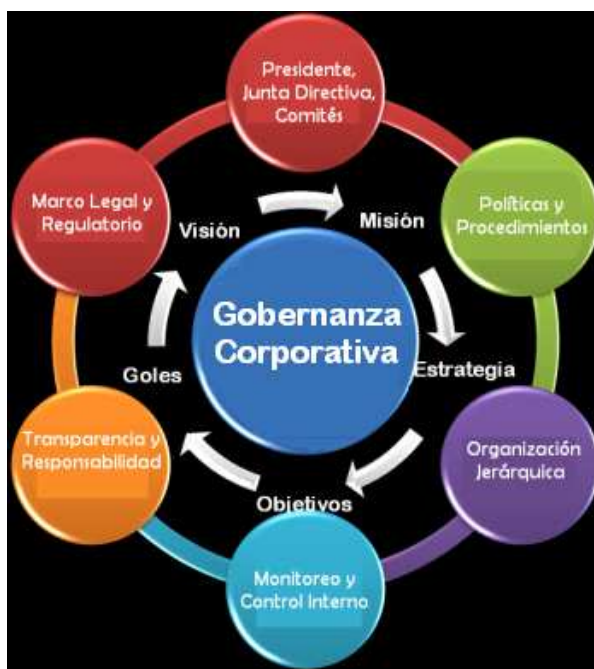 Presidente,
Junta Directiva,
Comités
Marco Legal y
Regulatorio
Políticas y
Procedimientos
Visión
Misión
Gobernanza
Corporativa
Goles
Estrategia
Transparencia y
Responsabilidad
Organización
Jerárquica
Objetivos
Monitoreo y
Control Interno